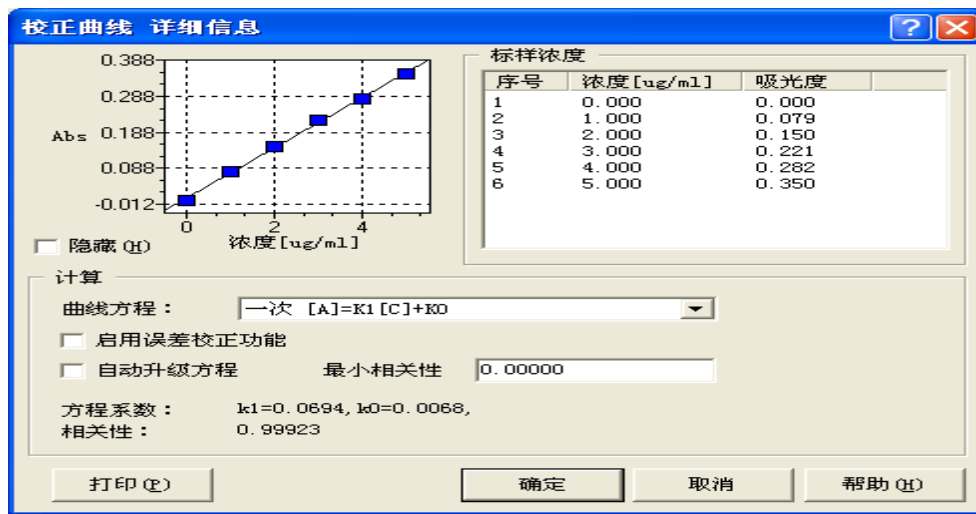 校正曲线 详细信息
0.388
0.288
Abs 0.188
0.088
-0.012
0 2 4
浓度[ug/ml]
隐藏(H)
标样浓度
序号 浓度[ug/ml] 吸光度
1 0.000 0.000
2 1.000 0.079
3 2.000 0.150
4 3.000 0.221
5 4.000 0.282
6 5.000 0.350
计算
曲线方程： 一次 [A]=K1[C]+K0
启用误差校正功能
自动升级方程 最小相关性 0.00000
方程系数： k1=0.0694,k0=0.0068,
相关性： 0.99923
打印(P) 确定 取消 帮助(H)